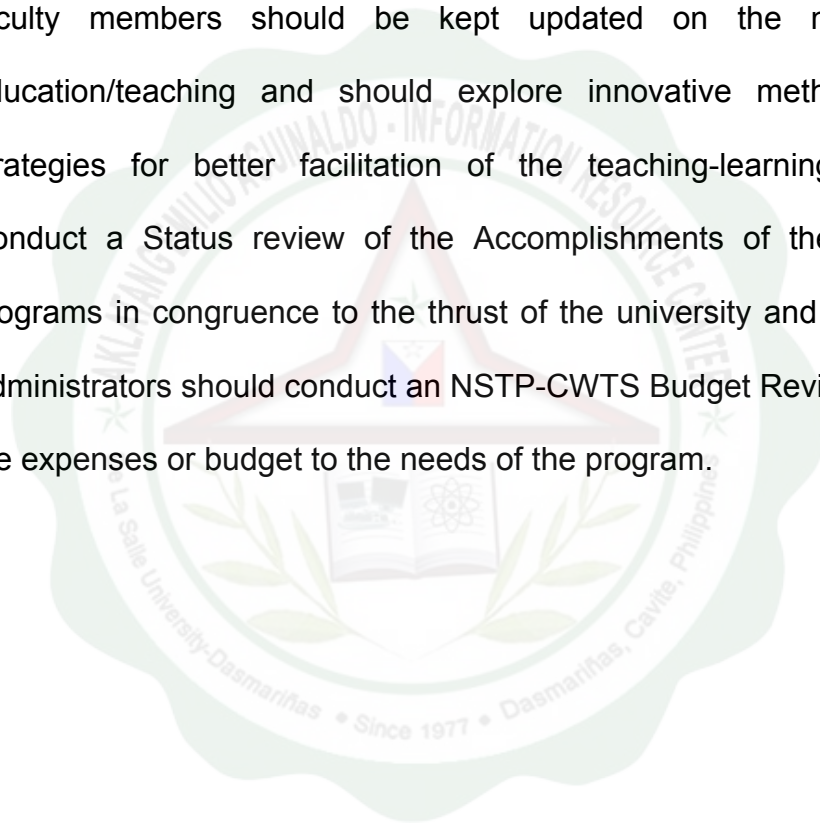 culty members should be kept updated on the
ducation/teaching and should explore innovative meth
rategies for better facilitation of the teaching-learning
onduct a Status review of the Accomplishments of the
ograms in congruence to the thrust of the university and
dministrators should conduct an NSTP-CWTS Budget Revi
e expenses or budget to the needs of the program.
AKLATANG EMILIO AGUINALDO - INFORMATION RESOURCE CENTER
De La Salle University-Dasmariñas • Since 1977 • Dasmariñas, Cavite, Philippines